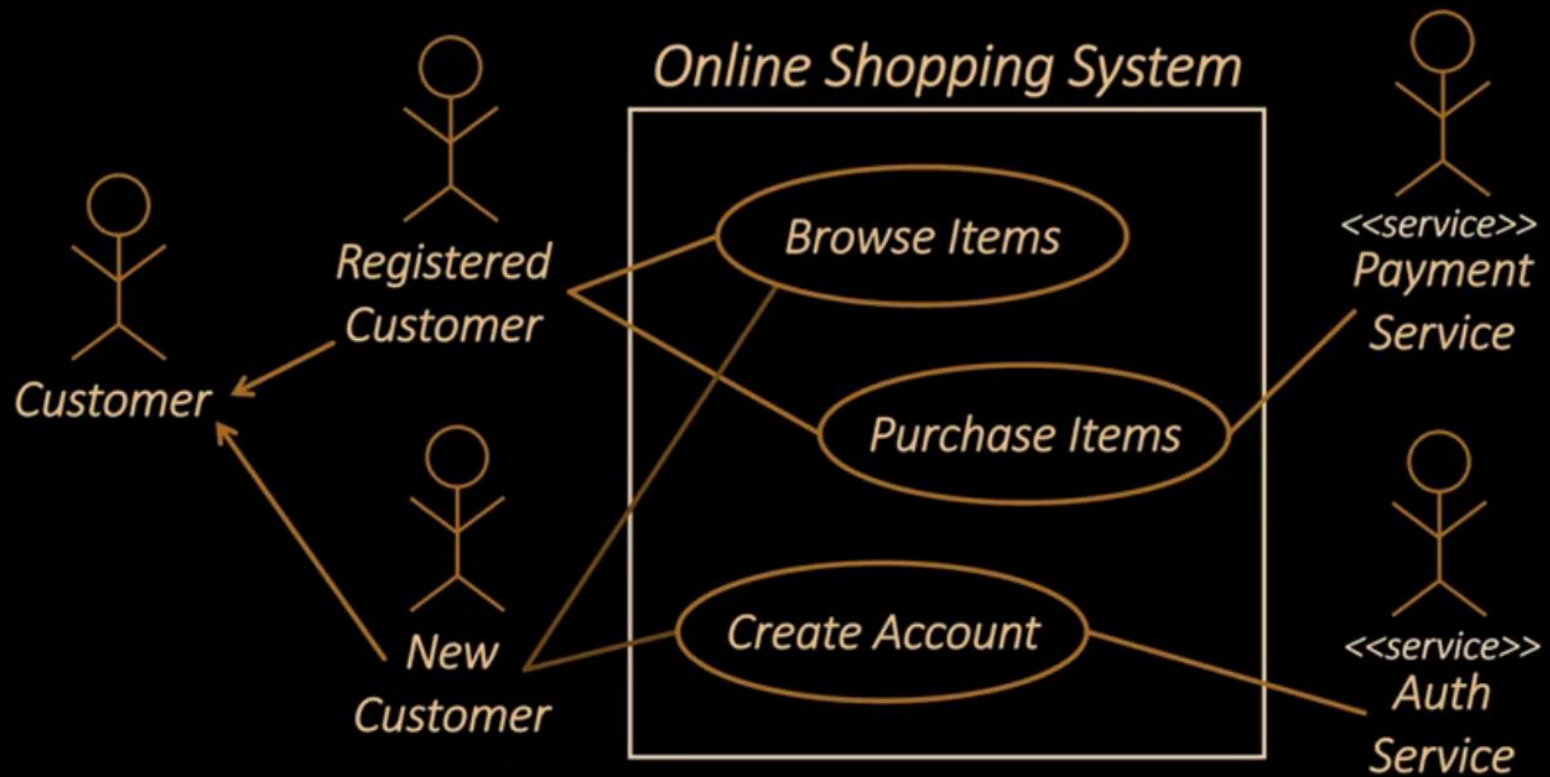 Online Shopping System
Customer
Registered
Customer
New
Customer
Browse Items
Purchase Items
Create Account
<<service>>
Payment
Service
<<service>>
Auth
Service